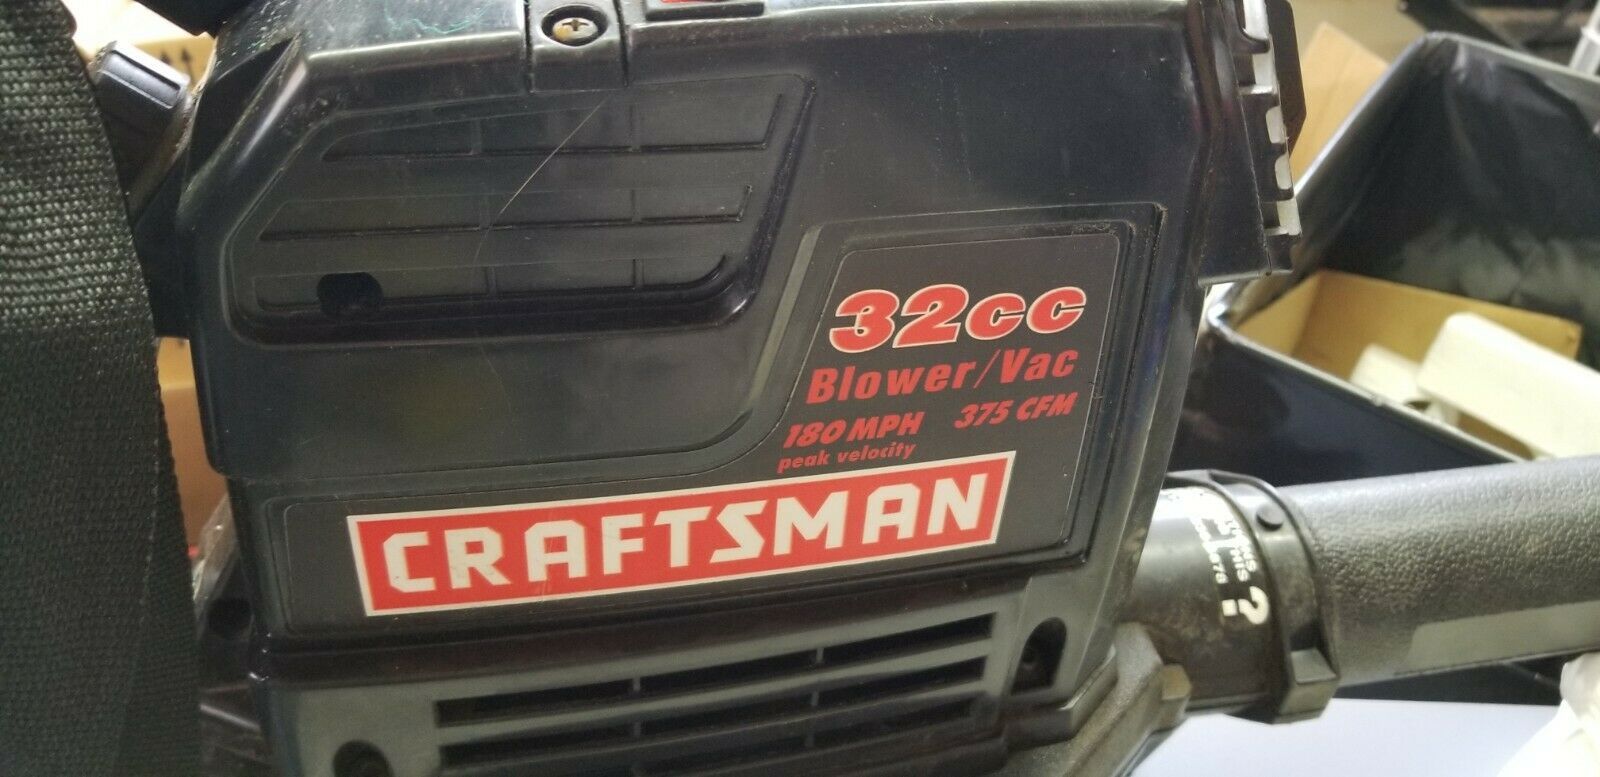 32cc
Blower/Vac
180 MPH 375 CFM
peak velocity
CRAFTSMAN
?